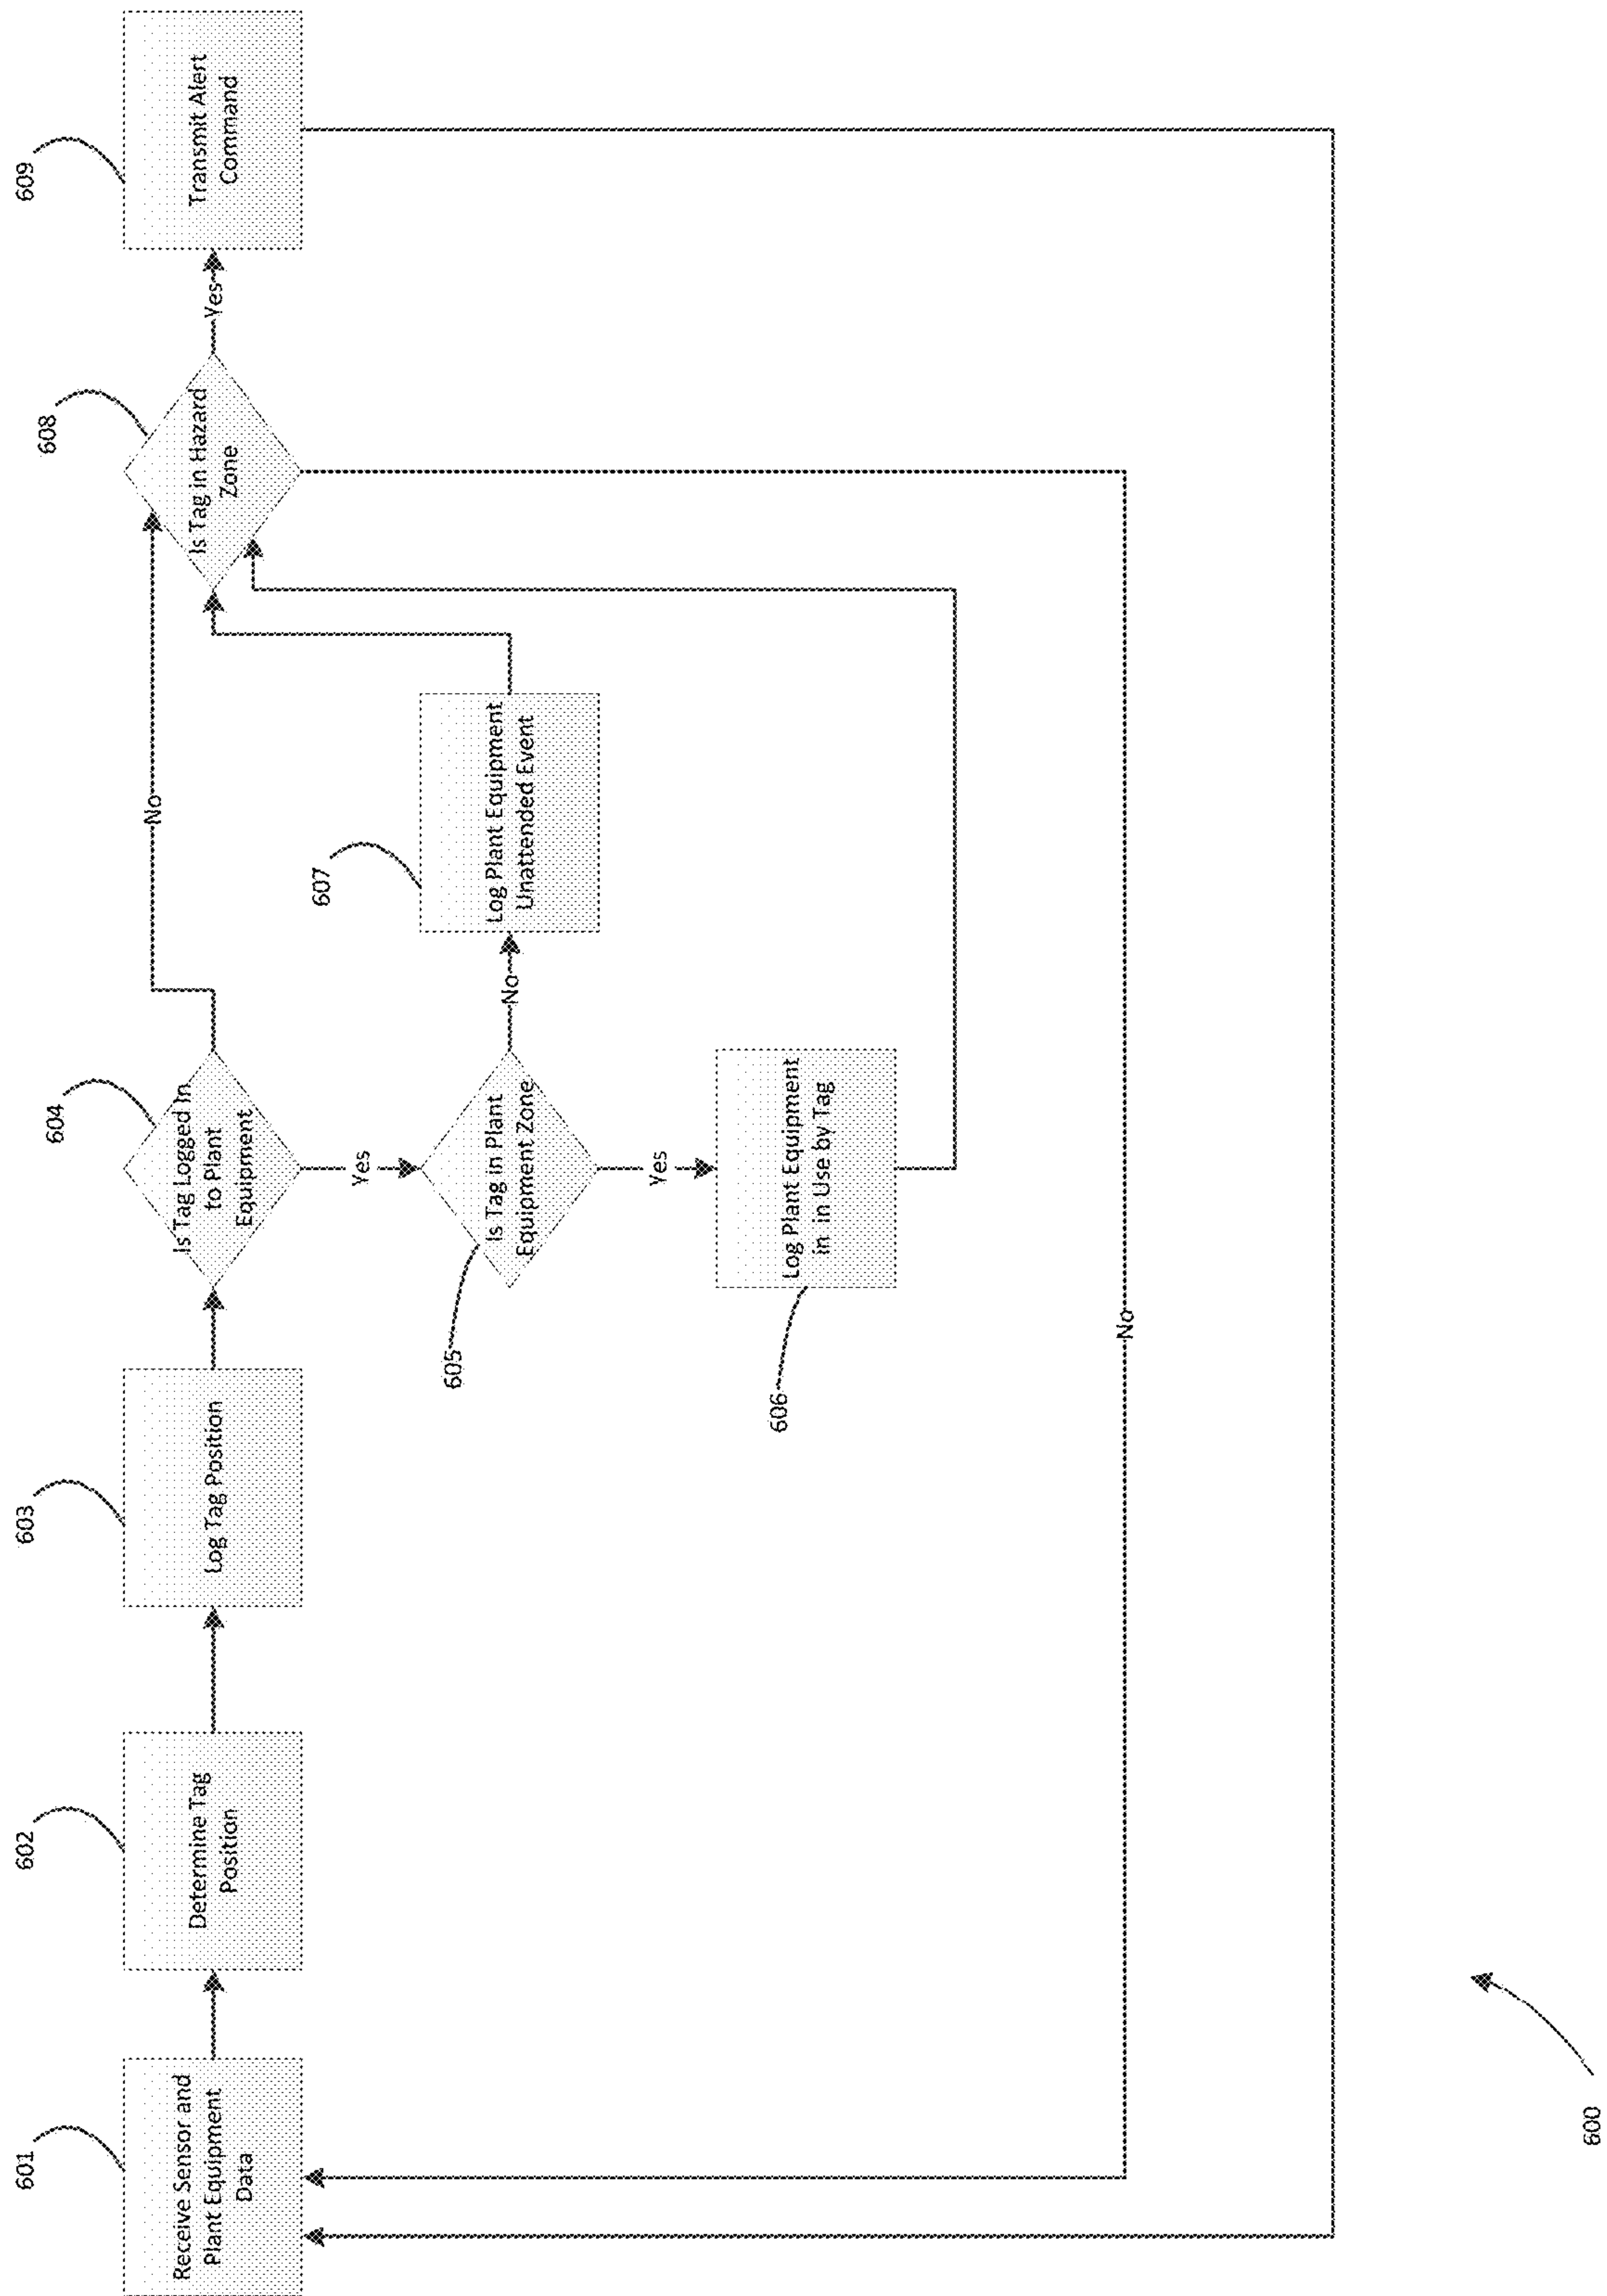 601
Receive Sensor and
Plant Equipment
Data
602
Determine Tag
Position
603
Log Tag Position
604
Is Tag Logged In
to Plant
Equipment
No
Yes
605
Is Tag in Plant
Equipment Zone
No
607
Log Plant Equipment
Unattended Event
Yes
606
Log Plant Equipment
in in Use by Tag
608
Is Tag in Hazard
Zone
Yes
609
Transmit Alert
Command
No
600